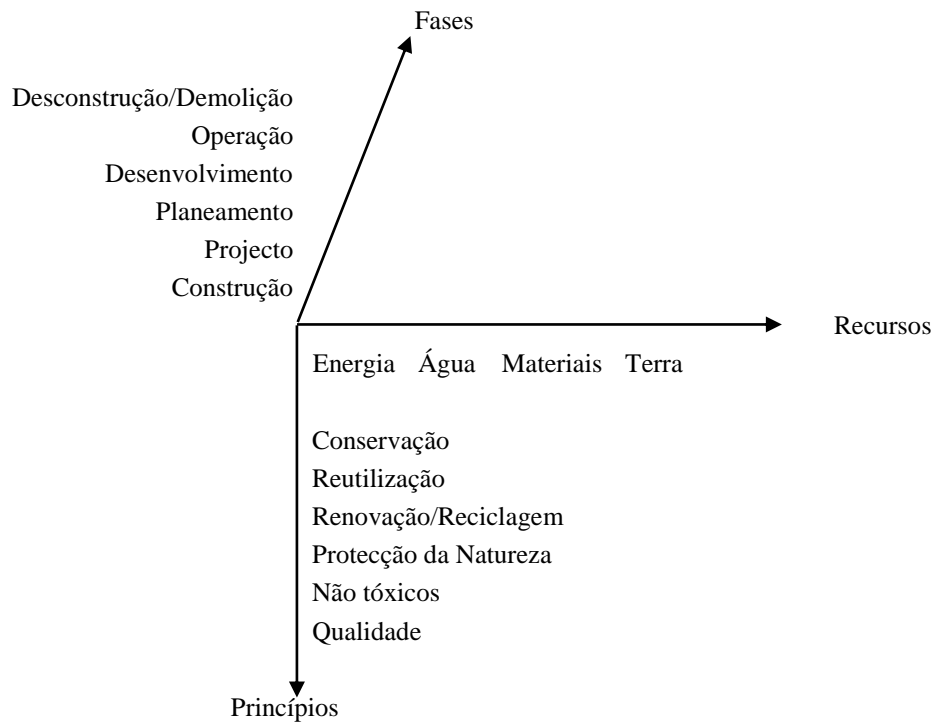 Fases
Desconstrução/Demolição
Operação
Desenvolvimento
Planeamento
Projecto
Construção
Recursos
Energia Água Materiais Terra
Conservação
Reutilização
Renovação/Reciclagem
Protecção da Natureza
Não tóxicos
Qualidade
Princípios